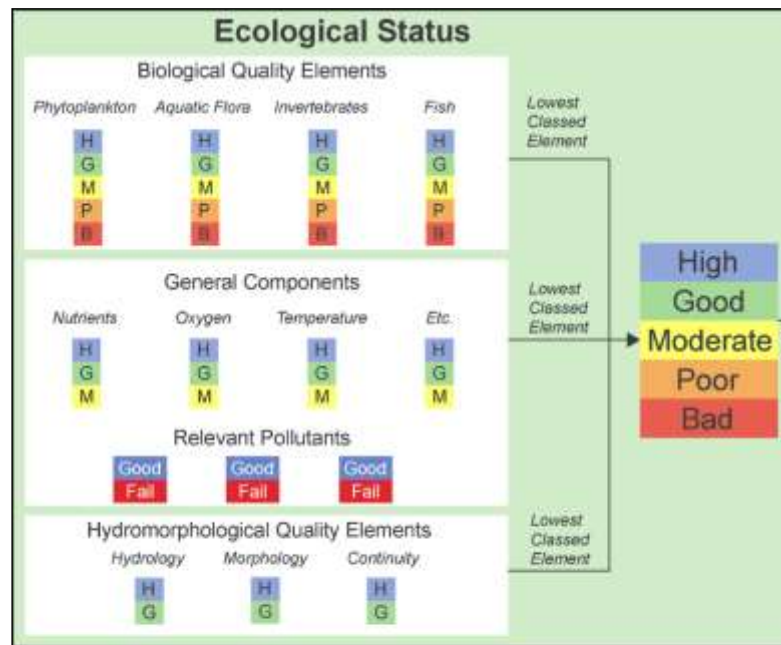 Ecological Status
Biological Quality Elements
Phytoplankton Aquatic Flora Invertebrates Fish
H H H H
G G G G
M M M M
P P P P
B B B B
Lowest
Classed
Element
General Components
Nutrients Oxygen Temperature Etc.
H H H H
G G G G
M M M M
Relevant Pollutants
Good Good Good
Fail Fail Fail
Lowest
Classed
Element
Hydromorphological Quality Elements
Hydrology Morphology Continuity
H H H
G G G
Lowest
Classed
Element
High
Good
Moderate
Poor
Bad